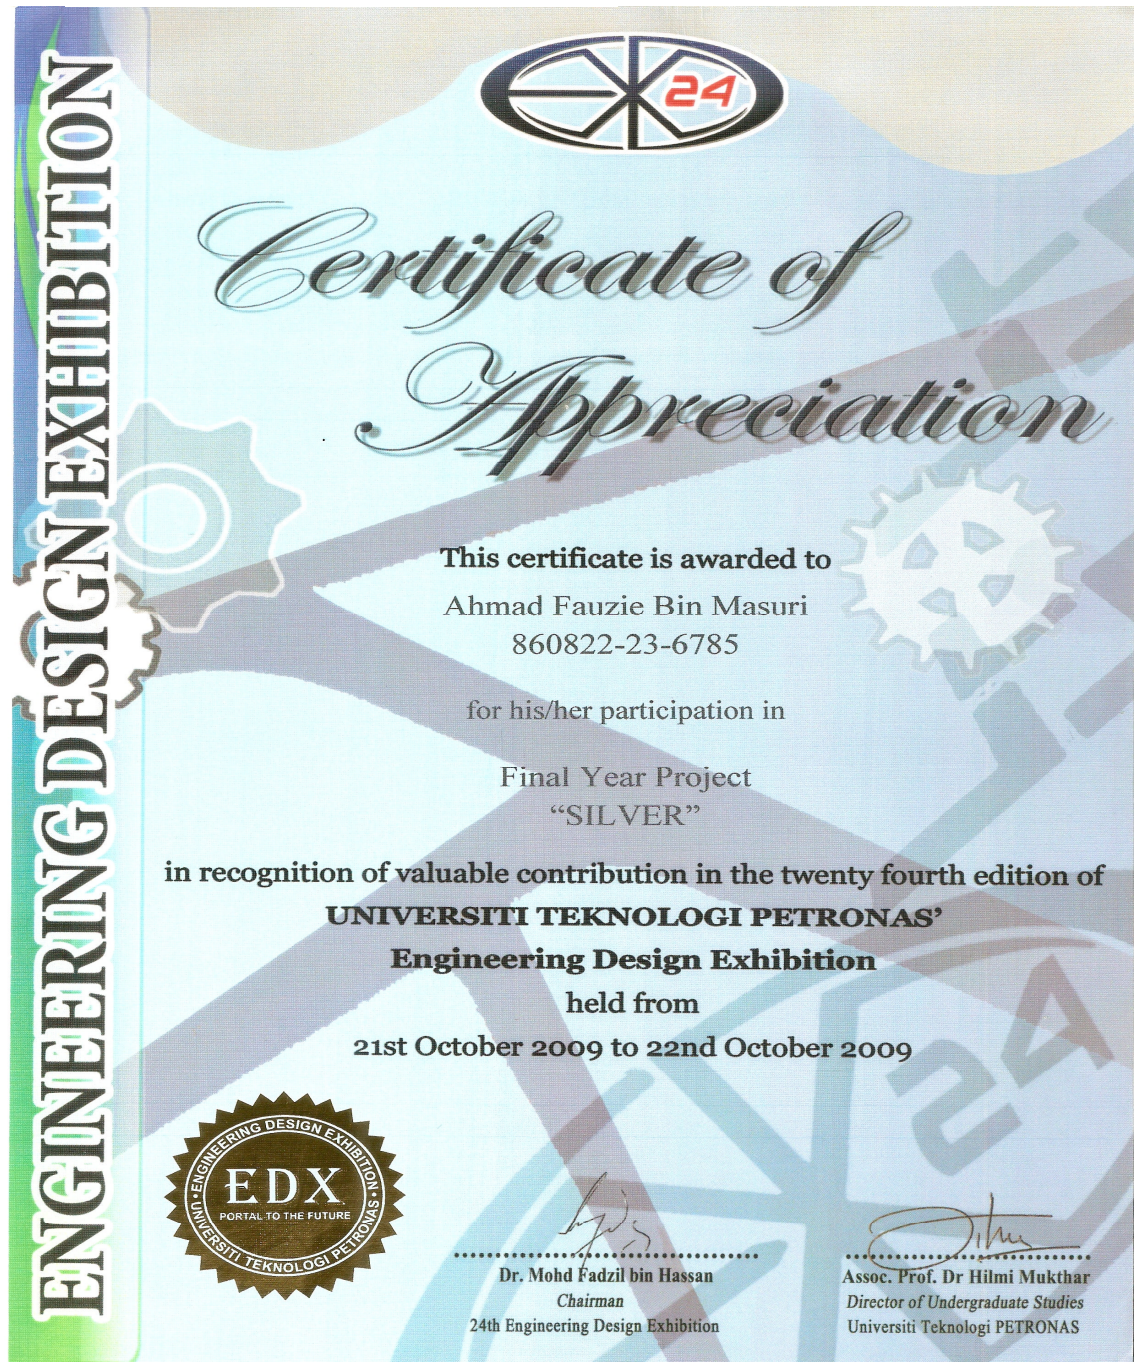 ENGINEERING DESIGN EXHIBITION
24
Certificate of
Appreciation
This certificate is awarded to
Ahmad Fauzie Bin Masuri
860822-23-6785
for his/her participation in
Final Year Project
“SILVER”
in recognition of valuable contribution in the twenty fourth edition of
UNIVERSITI TEKNOLOGI PETRONAS’
Engineering Design Exhibition
held from
21st October 2009 to 22nd October 2009
24
ENGINEERING DESIGN EXHIBITION
EDX
PORTAL TO THE FUTURE
UNIVERSITI TEKNOLOGI PETRONAS
Dr. Mohd Fadzil bin Hassan
Chairman
24th Engineering Design Exhibition
Assoc. Prof. Dr Hilmi Mukthar
Director of Undergraduate Studies
Universiti Teknologi PETRONAS